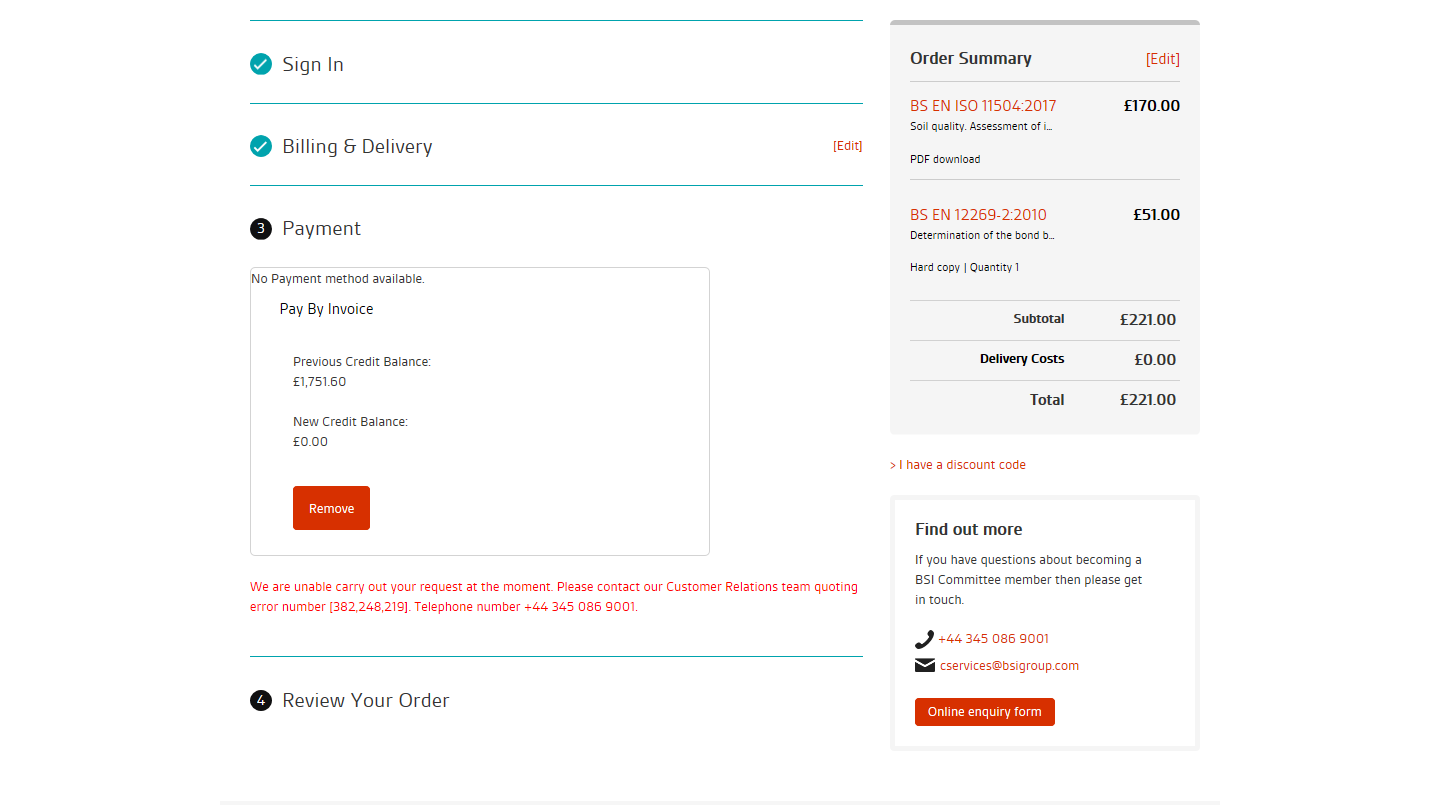 Sign In
Billing & Delivery
[Edit]
3 Payment
No Payment method available.
Pay By Invoice
Previous Credit Balance:
£1,751.60
New Credit Balance:
£0.00
Remove
We are unable carry out your request at the moment. Please contact our Customer Relations team quoting
error number [382,248,219]. Telephone number +44 345 086 9001.
4 Review Your Order
Order Summary
[Edit]
BS EN ISO 11504:2017
£170.00
Soil quality. Assessment of i...
PDF download
BS EN 12269-2:2010
£51.00
Determination of the bond b...
Hard copy | Quantity 1
Subtotal
£221.00
Delivery Costs
£0.00
Total
£221.00
> I have a discount code
Find out more
If you have questions about becoming a
BSI Committee member then please get
in touch.
+44 345 086 9001
cservices@bsigroup.com
Online enquiry form